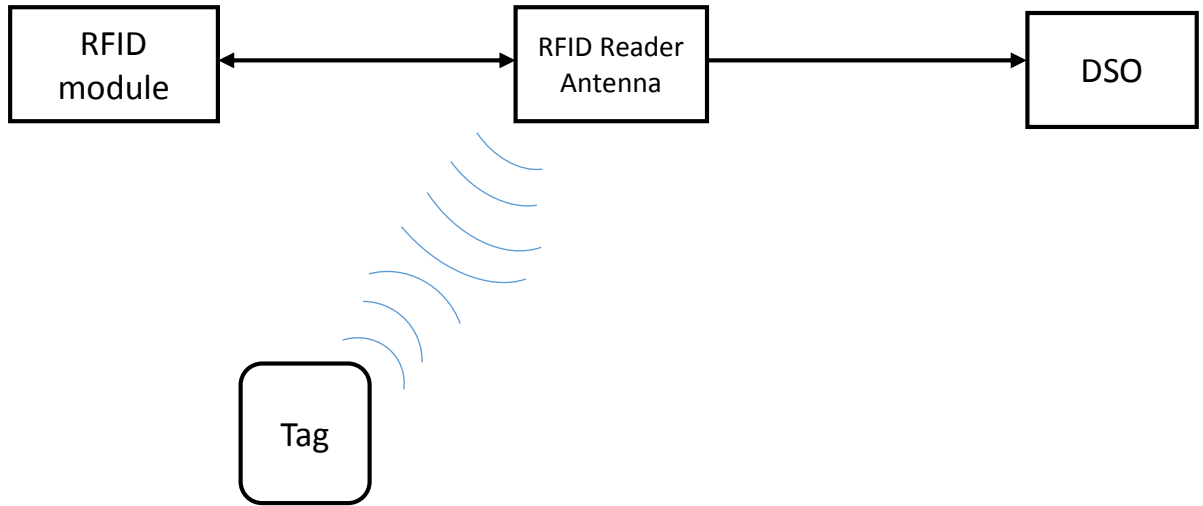 RFID
module
RFID Reader
Antenna
DSO
Tag